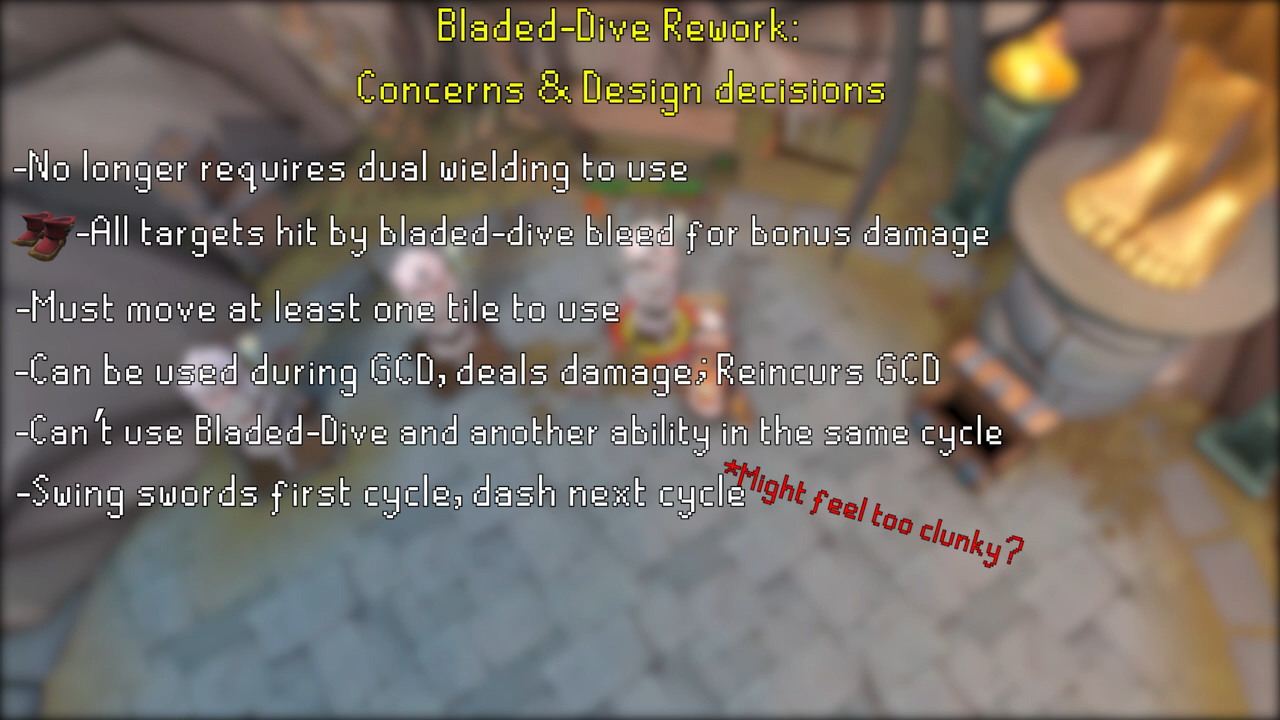 Bladed-Dive Rework:
Concerns & Design decisions
-No longer requires dual wielding to use
-All targets hit by bladed-dive bleed for bonus damage
-Must move at least one tile to use
-Can be used during GCD, deals damage; Reincurs GCD
-Can't use Bladed-Dive and another ability in the same cycle
-Swing swords first cycle, dash next cycle
*Might feel too clunky?